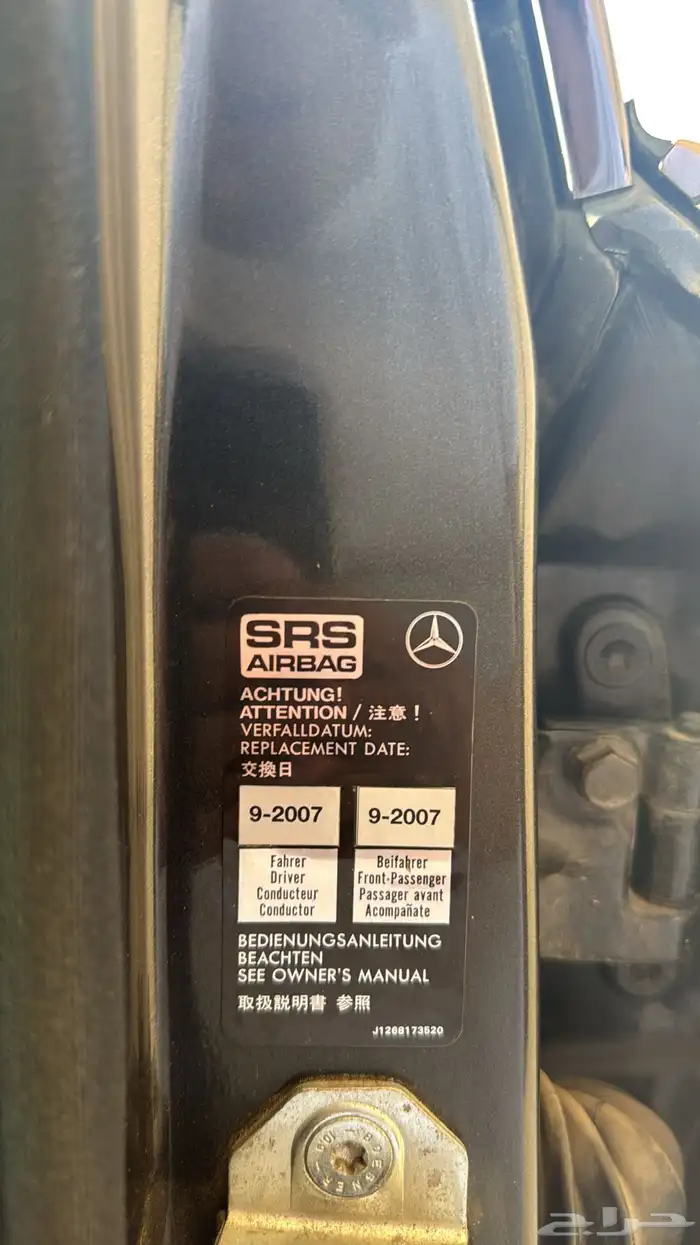 SRS
AIRBAG
ACHTUNG!
ATTENTION / 注意 !
VERFALLDATUM:
REPLACEMENT DATE:
交換日
9-2007 9-2007
Fahrer
Driver
Conducteur
Conductor
Beifahrer
Front-Passenger
Passager avant
Acompañate
BEDIENUNGSANLEITUNG
BEACHTEN
SEE OWNER'S MANUAL
取扱説明書 参照
J1268173520
حراج